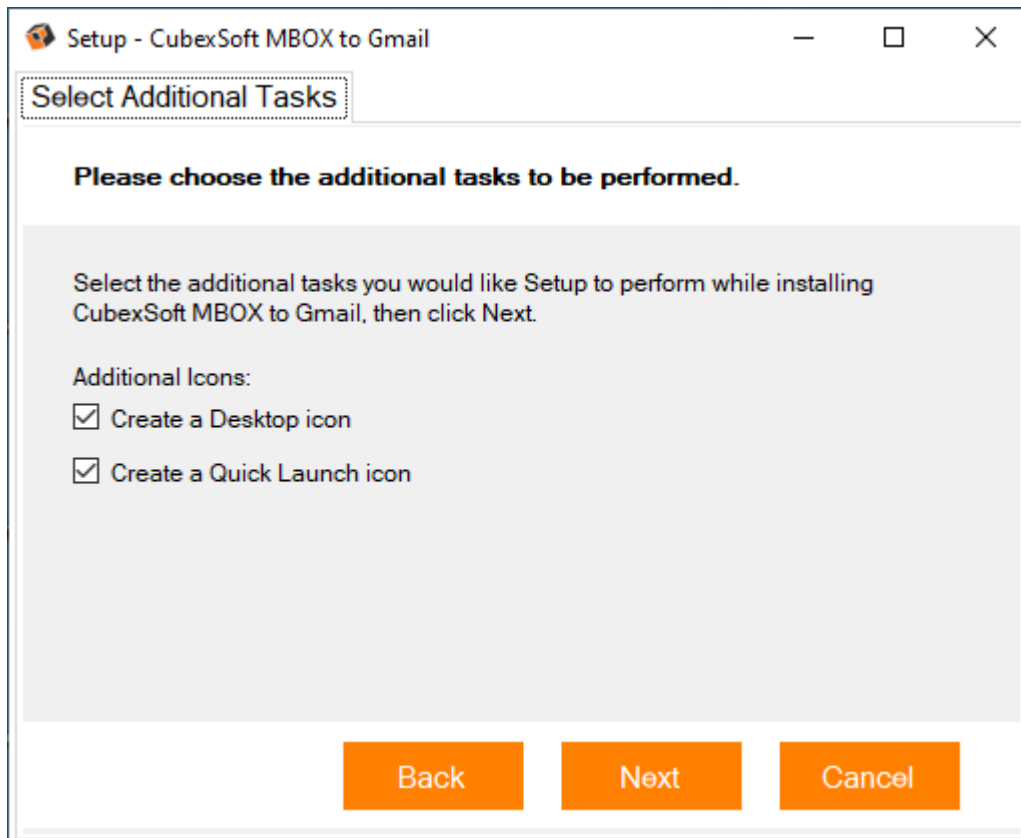 Setup - CubexSoft MBOX to Gmail
Select Additional Tasks
Please choose the additional tasks to be performed.
Select the additional tasks you would like Setup to perform while installing
CubexSoft MBOX to Gmail, then click Next.
Additional Icons:
Create a Desktop icon
Create a Quick Launch icon
Back Next Cancel